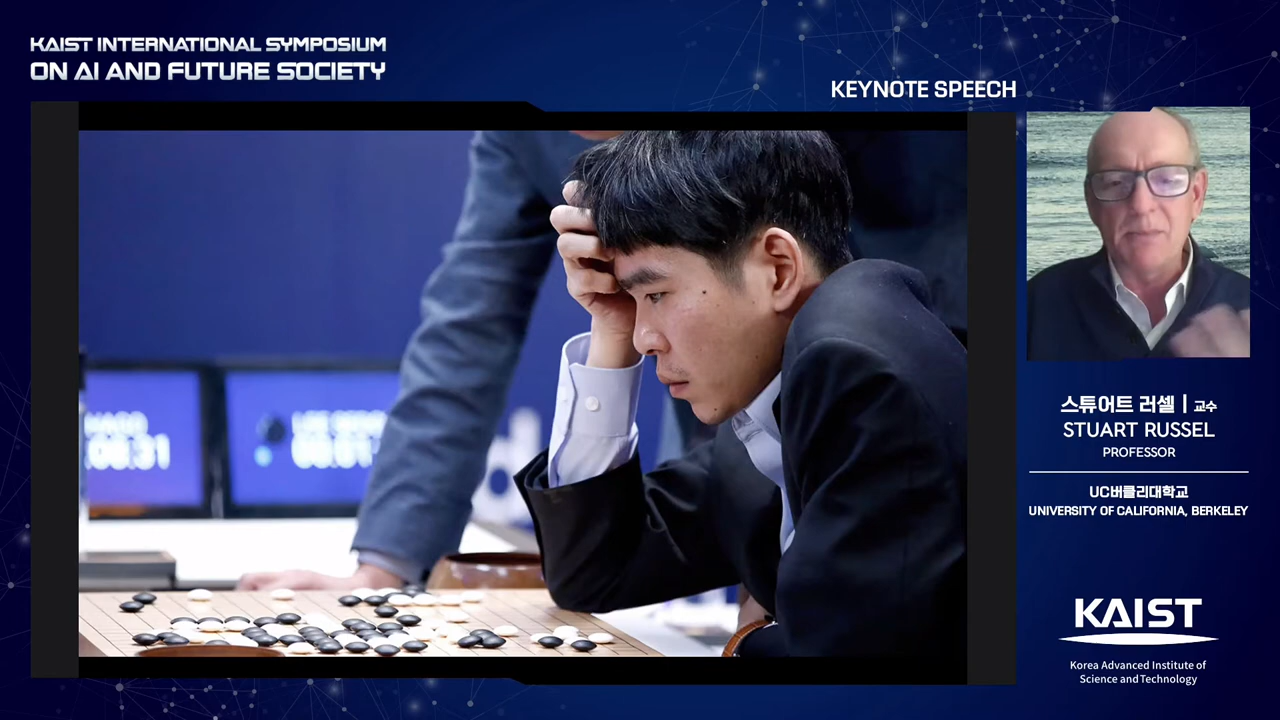 KAIST INTERNATIONAL SYMPOSIUM
ON AI AND FUTURE SOCIETY
KEYNOTE SPEECH
스튜어트 러셀 | 교수
STUART RUSSEL
PROFESSOR
UC버클리대학교
UNIVERSITY OF CALIFORNIA, BERKELEY
KAIST
Korea Advanced Institute of
Science and Technology